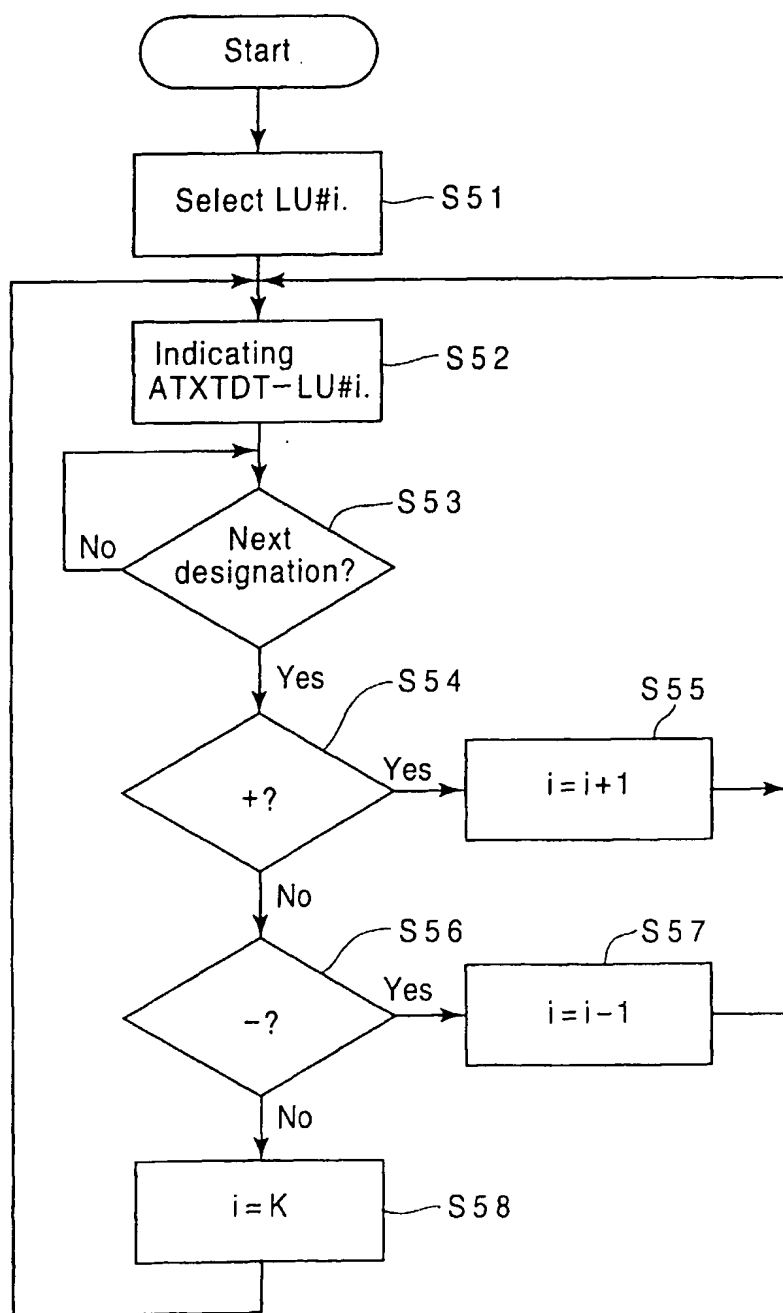 Start
Select LU#i.
S51
Indicating
ATXTDT-LU#i.
S52
S53
Next
designation?
No
Yes
S54
S55
+?
Yes
i=i+1
No
S56
S57
-?
Yes
i=i-1
No
i=K
S58